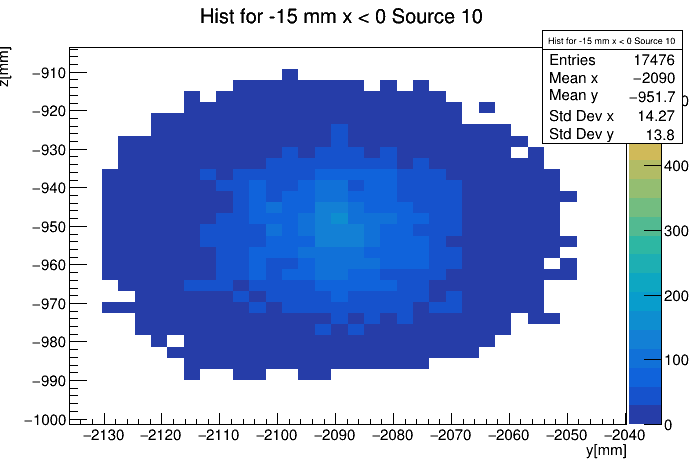 Hist for -15 mm x < 0 Source 10
z[mm]
Hist for -15 mm x < 0 Source 10
Entries 17476
Mean x −2090
Mean y −951.7
Std Dev x 14.27
Std Dev y 13.8
−910
−920
−930
−940
−950
−960
−970
−980
−990
−1000
0
400
300
200
100
0
−2130 −2120 −2110 −2100 −2090 −2080 −2070 −2060 −2050 −2040
y[mm]